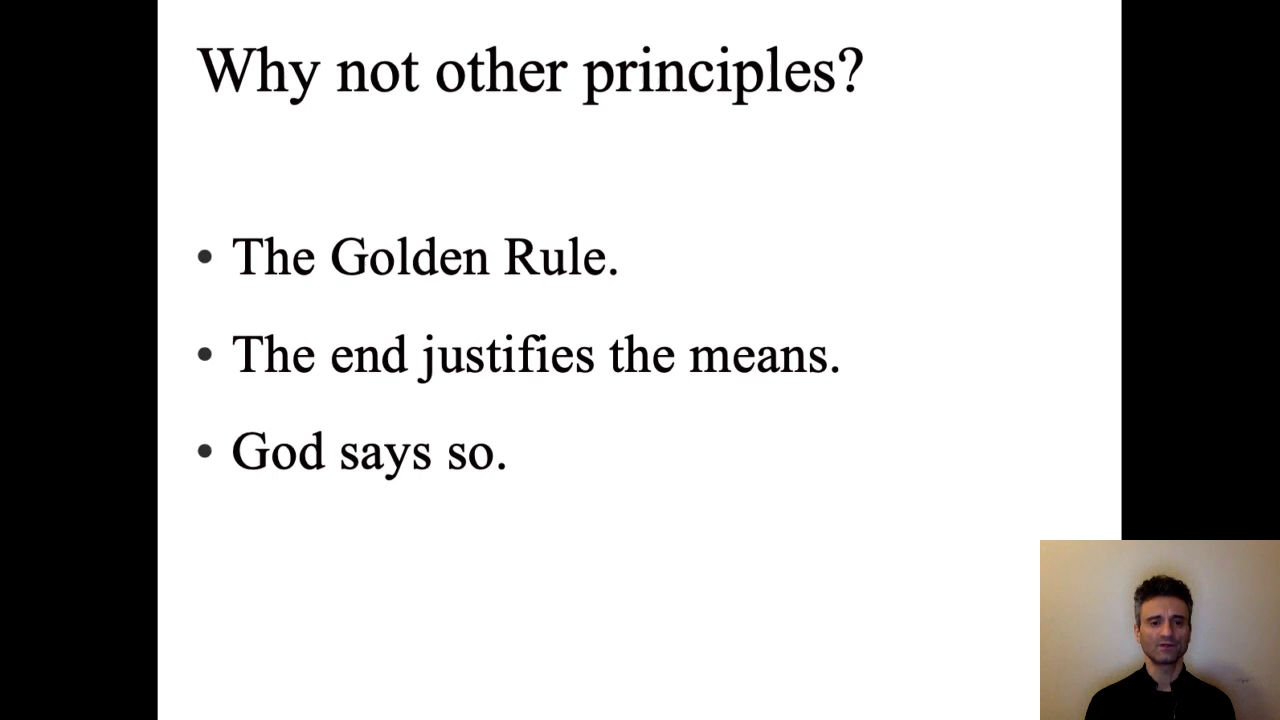 Why not other principles?
• The Golden Rule.
• The end justifies the means.
• God says so.